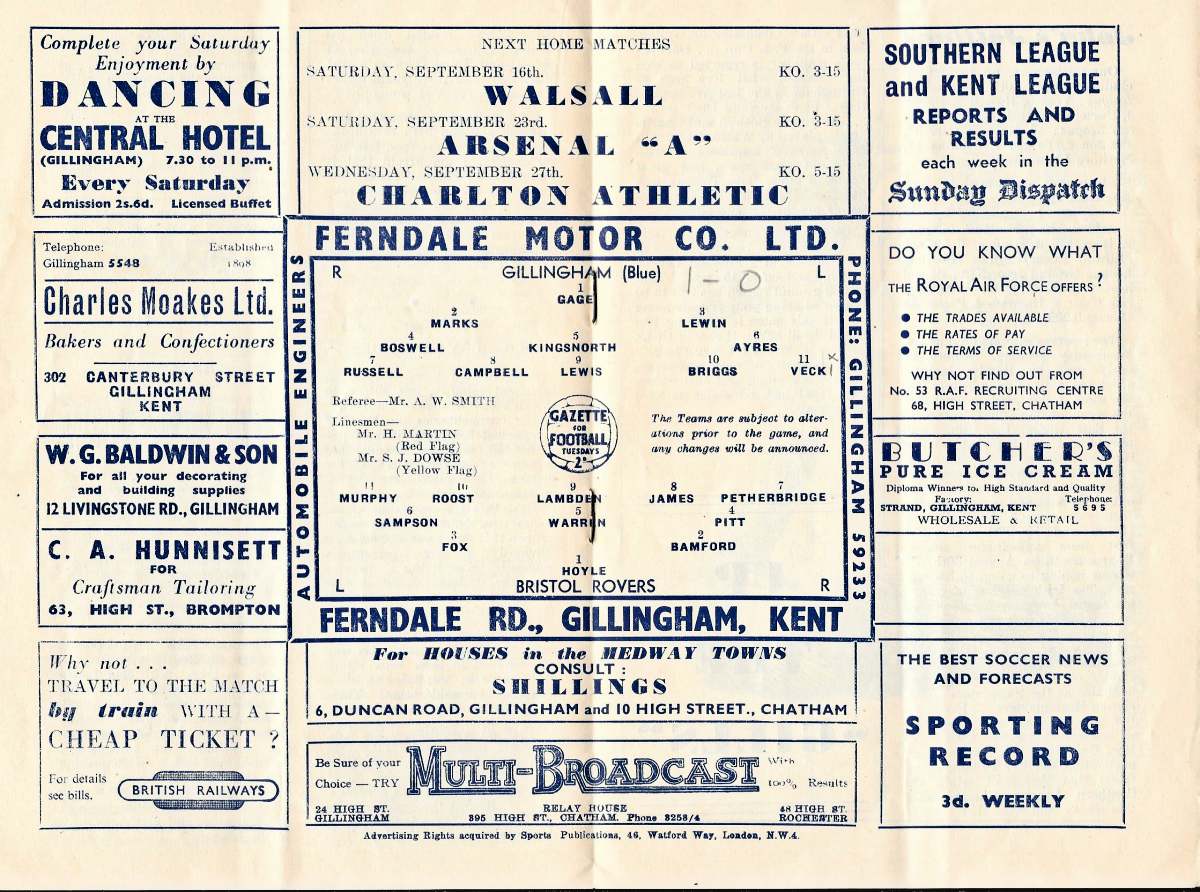 Complete your Saturday
Enjoyment by
DANCING
AT THE
CENTRAL HOTEL
(GILLINGHAM) 7.30 to 11 p.m.
Every Saturday
Admission 2s.6d. Licensed Buffet
Telephone: Established
Gillingham 5548 1898
Charles Moakes Ltd.
Bakers and Confectioners
302 CANTERBURY STREET
GILLINGHAM
KENT
W. G. BALDWIN & SON
For all your decorating
and building supplies
12 LIVINGSTONE RD., GILLINGHAM
C. A. HUNNISETT
FOR
Craftsman Tailoring
63, HIGH ST., BROMPTON
Why not . . .
TRAVEL TO THE MATCH
by train WITH A—
CHEAP TICKET ?
For details
see bills.
BRITISH RAILWAYS
NEXT HOME MATCHES
SATURDAY, SEPTEMBER 16th. KO. 3-15
WALSALL
SATURDAY, SEPTEMBER 23rd. KO. 3-15
ARSENAL “A”
WEDNESDAY, SEPTEMBER 27th. KO. 5-15
CHARLTON ATHLETIC
FERNDALE MOTOR CO. LTD.
AUTOMOBILE ENGINEERS
PHONE: GILLINGHAM 59233
R GILLINGHAM (Blue) 1-0 L
1
GAGE
2 3
MARKS LEWIN
4 5 6
BOSWELL KINGSNORTH AYRES
7 8 9 10 11 x
RUSSELL CAMPBELL LEWIS BRIGGS VECK 1
Referee—Mr. A. W. SMITH
Linesmen—
Mr. H. MARTIN
(Red Flag)
Mr. S. J. DOWSE
(Yellow Flag)
GAZETTE
FOR
FOOTBALL
TUESDAYS
2ᴰ
The Teams are subject to alter-
ations prior to the game, and
any changes will be announced.
11 10 9 8 7
MURPHY ROOST LAMBDEN JAMES PETHERBRIDGE
6 5 4
SAMPSON WARREN PITT
3 2
FOX BAMFORD
1
HOYLE
L BRISTOL ROVERS R
FERNDALE RD., GILLINGHAM, KENT
For HOUSES in the MEDWAY TOWNS
CONSULT :
SHILLINGS
6, DUNCAN ROAD, GILLINGHAM and 10 HIGH STREET., CHATHAM
Be Sure of your
Choice — TRY
MULTI-BROADCAST
With
100% Results
24 HIGH ST. RELAY HOUSE 48 HIGH ST.
GILLINGHAM 395 HIGH ST., CHATHAM. Phone 3253/4 ROCHESTER
Advertising Rights acquired by Sports Publications, 46, Watford Way, London, N.W.4.
SOUTHERN LEAGUE
and KENT LEAGUE
REPORTS AND
RESULTS
each week in the
Sunday Dispatch
DO YOU KNOW WHAT
THE ROYAL AIR FORCE OFFERS ?
● THE TRADES AVAILABLE
● THE RATES OF PAY
● THE TERMS OF SERVICE
WHY NOT FIND OUT FROM
No. 53 R.A.F. RECRUITING CENTRE
68, HIGH STREET, CHATHAM
BUTCHER'S
PURE ICE CREAM
Diploma Winners to. High Standard and Quality
Factory: Telephone:
STRAND, GILLINGHAM, KENT 5695
WHOLESALE & RETAIL
THE BEST SOCCER NEWS
AND FORECASTS
SPORTING
RECORD
3d. WEEKLY